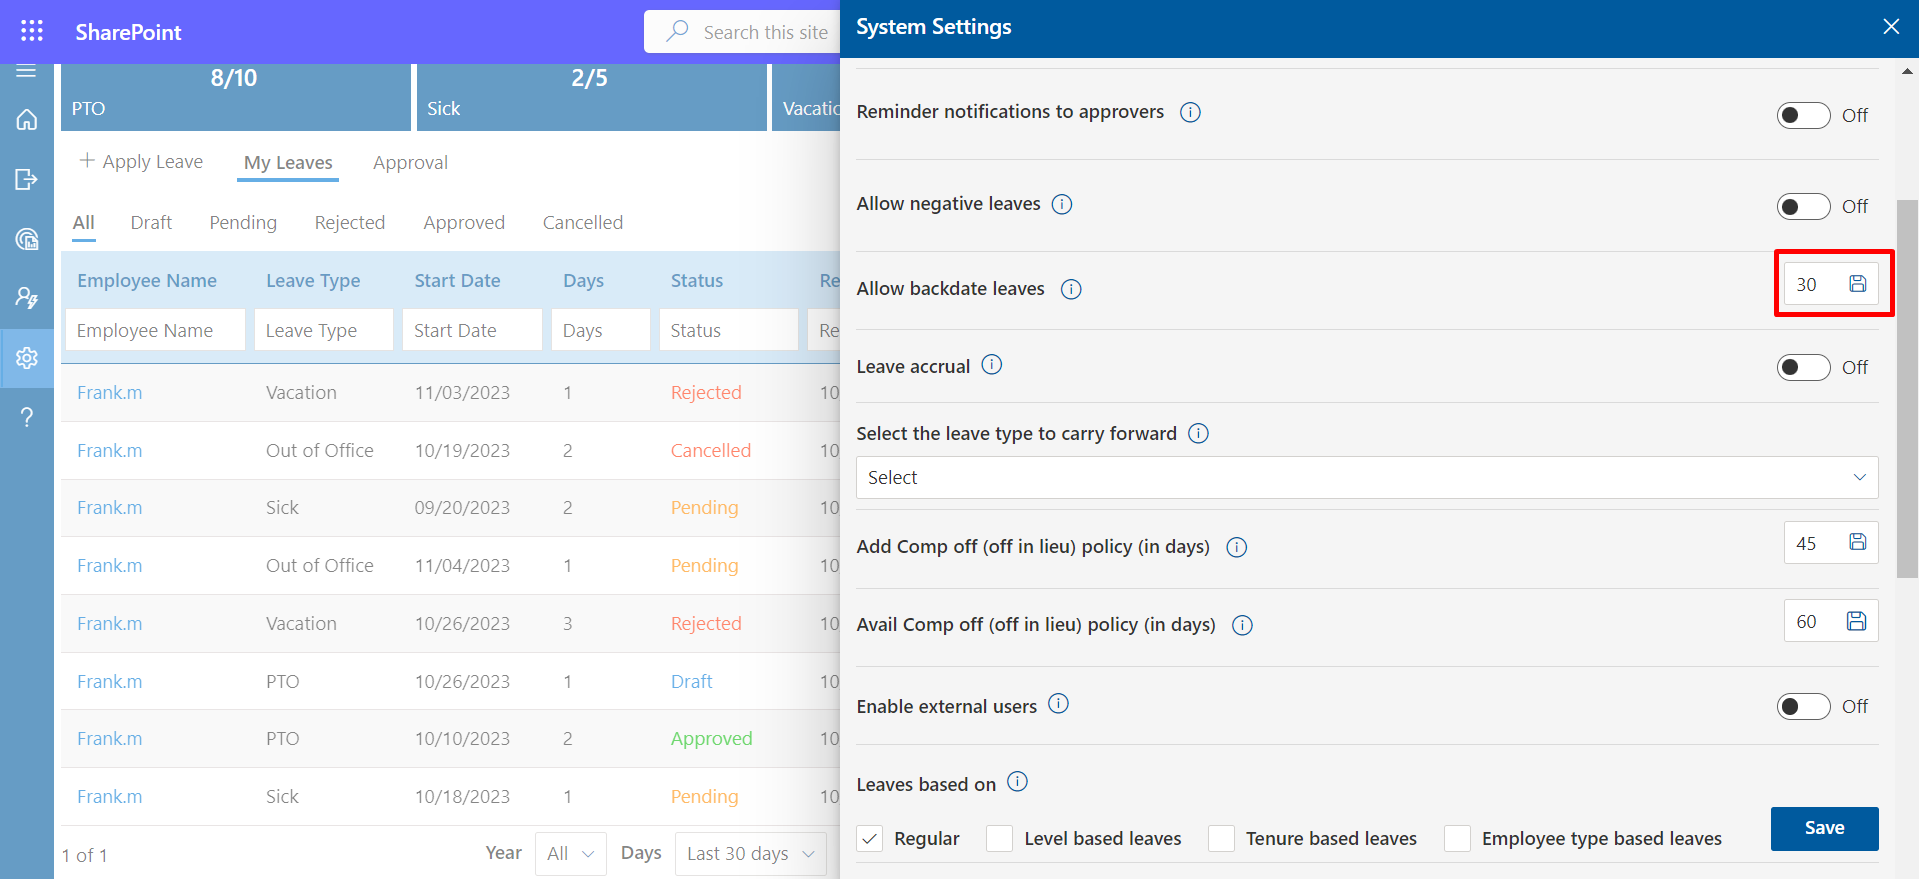 SharePoint
Search this site
System Settings
8/10
PTO
2/5
Sick
+ Apply Leave
My Leaves
Approval
All
Draft
Pending
Rejected
Approved
Cancelled
Employee Name Leave Type Start Date Days Status Re
Employee Name Leave Type Start Date Days Status Re
Frank.m Vacation 11/03/2023 1 Rejected 10
Frank.m Out of Office 10/19/2023 2 Cancelled 10
Frank.m Sick 09/20/2023 2 Pending 10
Frank.m Out of Office 11/04/2023 1 Pending 10
Frank.m Vacation 10/26/2023 3 Rejected 10
Frank.m PTO 10/26/2023 1 Draft 10
Frank.m PTO 10/10/2023 2 Approved 10
Frank.m Sick 10/18/2023 1 Pending 10
1 of 1
Year All Days Last 30 days
Reminder notifications to approvers Off
Allow negative leaves Off
Allow backdate leaves 30
Leave accrual Off
Select the leave type to carry forward
Select
Add Comp off (off in lieu) policy (in days) 45
Avail Comp off (off in lieu) policy (in days) 60
Enable external users Off
Leaves based on
Regular Level based leaves Tenure based leaves Employee type based leaves
Save